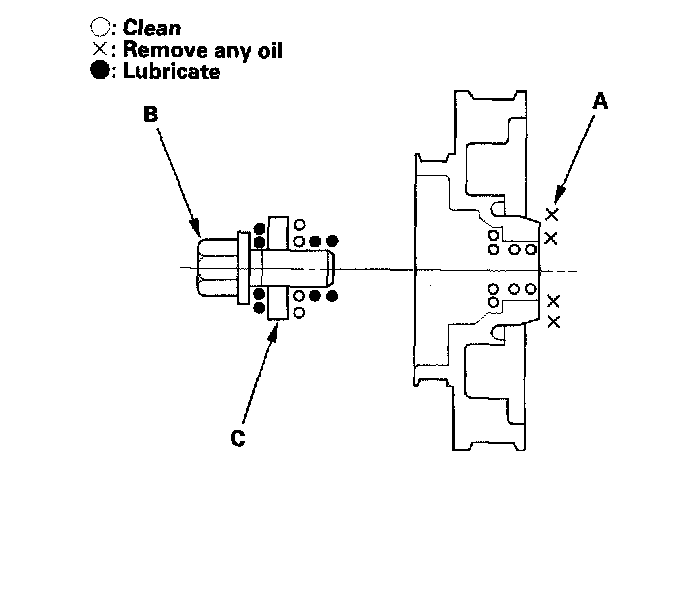 ○: Clean
×: Remove any oil
●: Lubricate
A
B
C